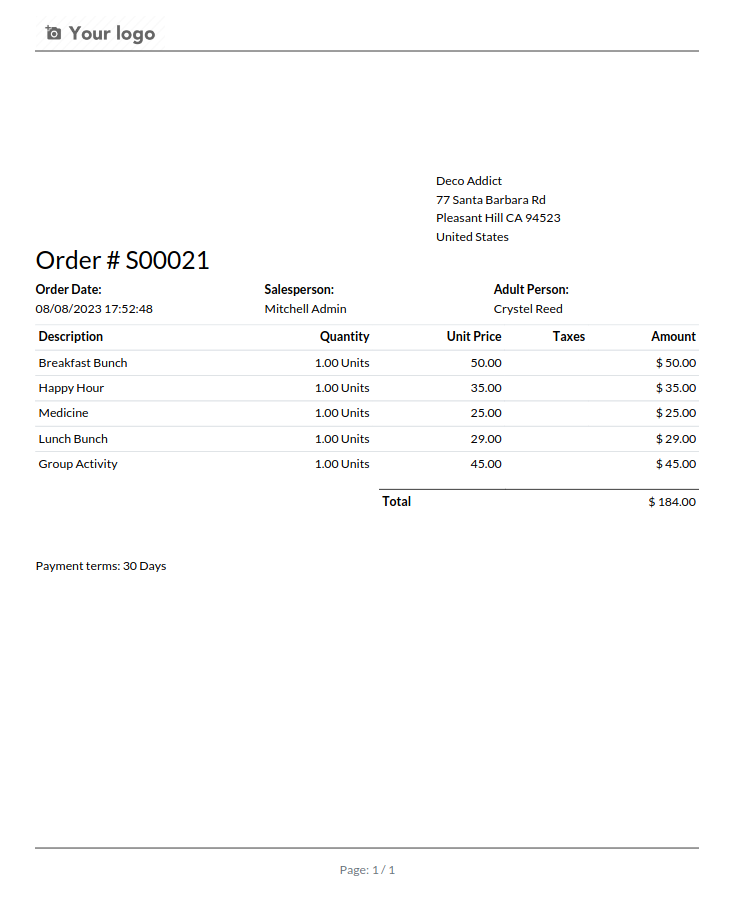 Your logo
Deco Addict
77 Santa Barbara Rd
Pleasant Hill CA 94523
United States
Order # S00021
Order Date: Salesperson: Adult Person:
08/08/2023 17:52:48 Mitchell Admin Crystel Reed
Description Quantity Unit Price Taxes Amount
Breakfast Bunch 1.00 Units 50.00 $ 50.00
Happy Hour 1.00 Units 35.00 $ 35.00
Medicine 1.00 Units 25.00 $ 25.00
Lunch Bunch 1.00 Units 29.00 $ 29.00
Group Activity 1.00 Units 45.00 $ 45.00
Total $ 184.00
Payment terms: 30 Days
Page: 1 / 1